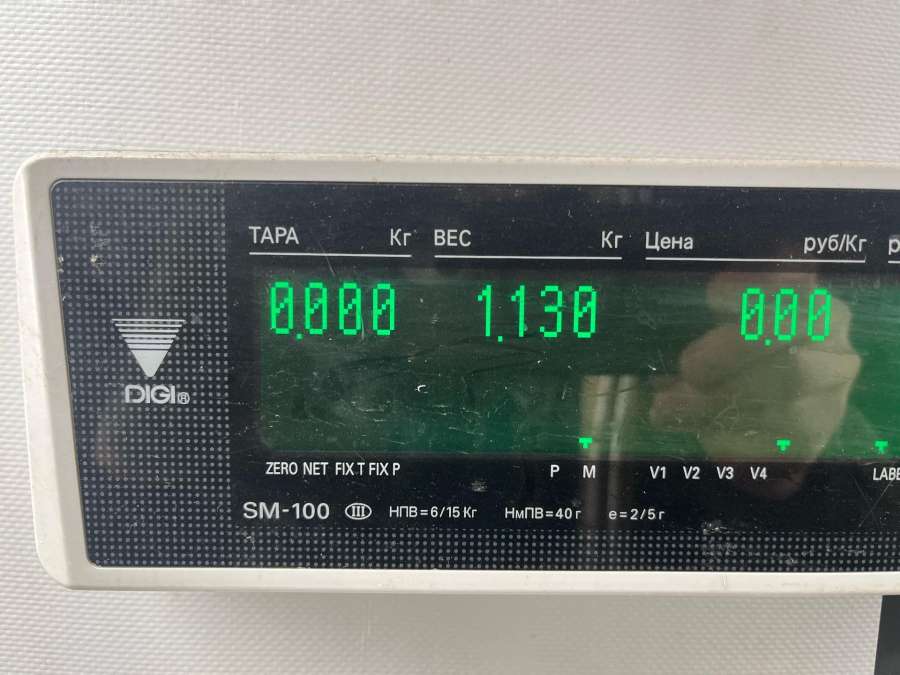 ТАРА Кг ВЕС Кг Цена руб/Кг
0.000 1.130 0.00
DIGI®
ZERO NET FIX T FIX P P M V1 V2 V3 V4
SM-100 III НПВ=6/15 Кг НмПВ=40 г e=2/5 г